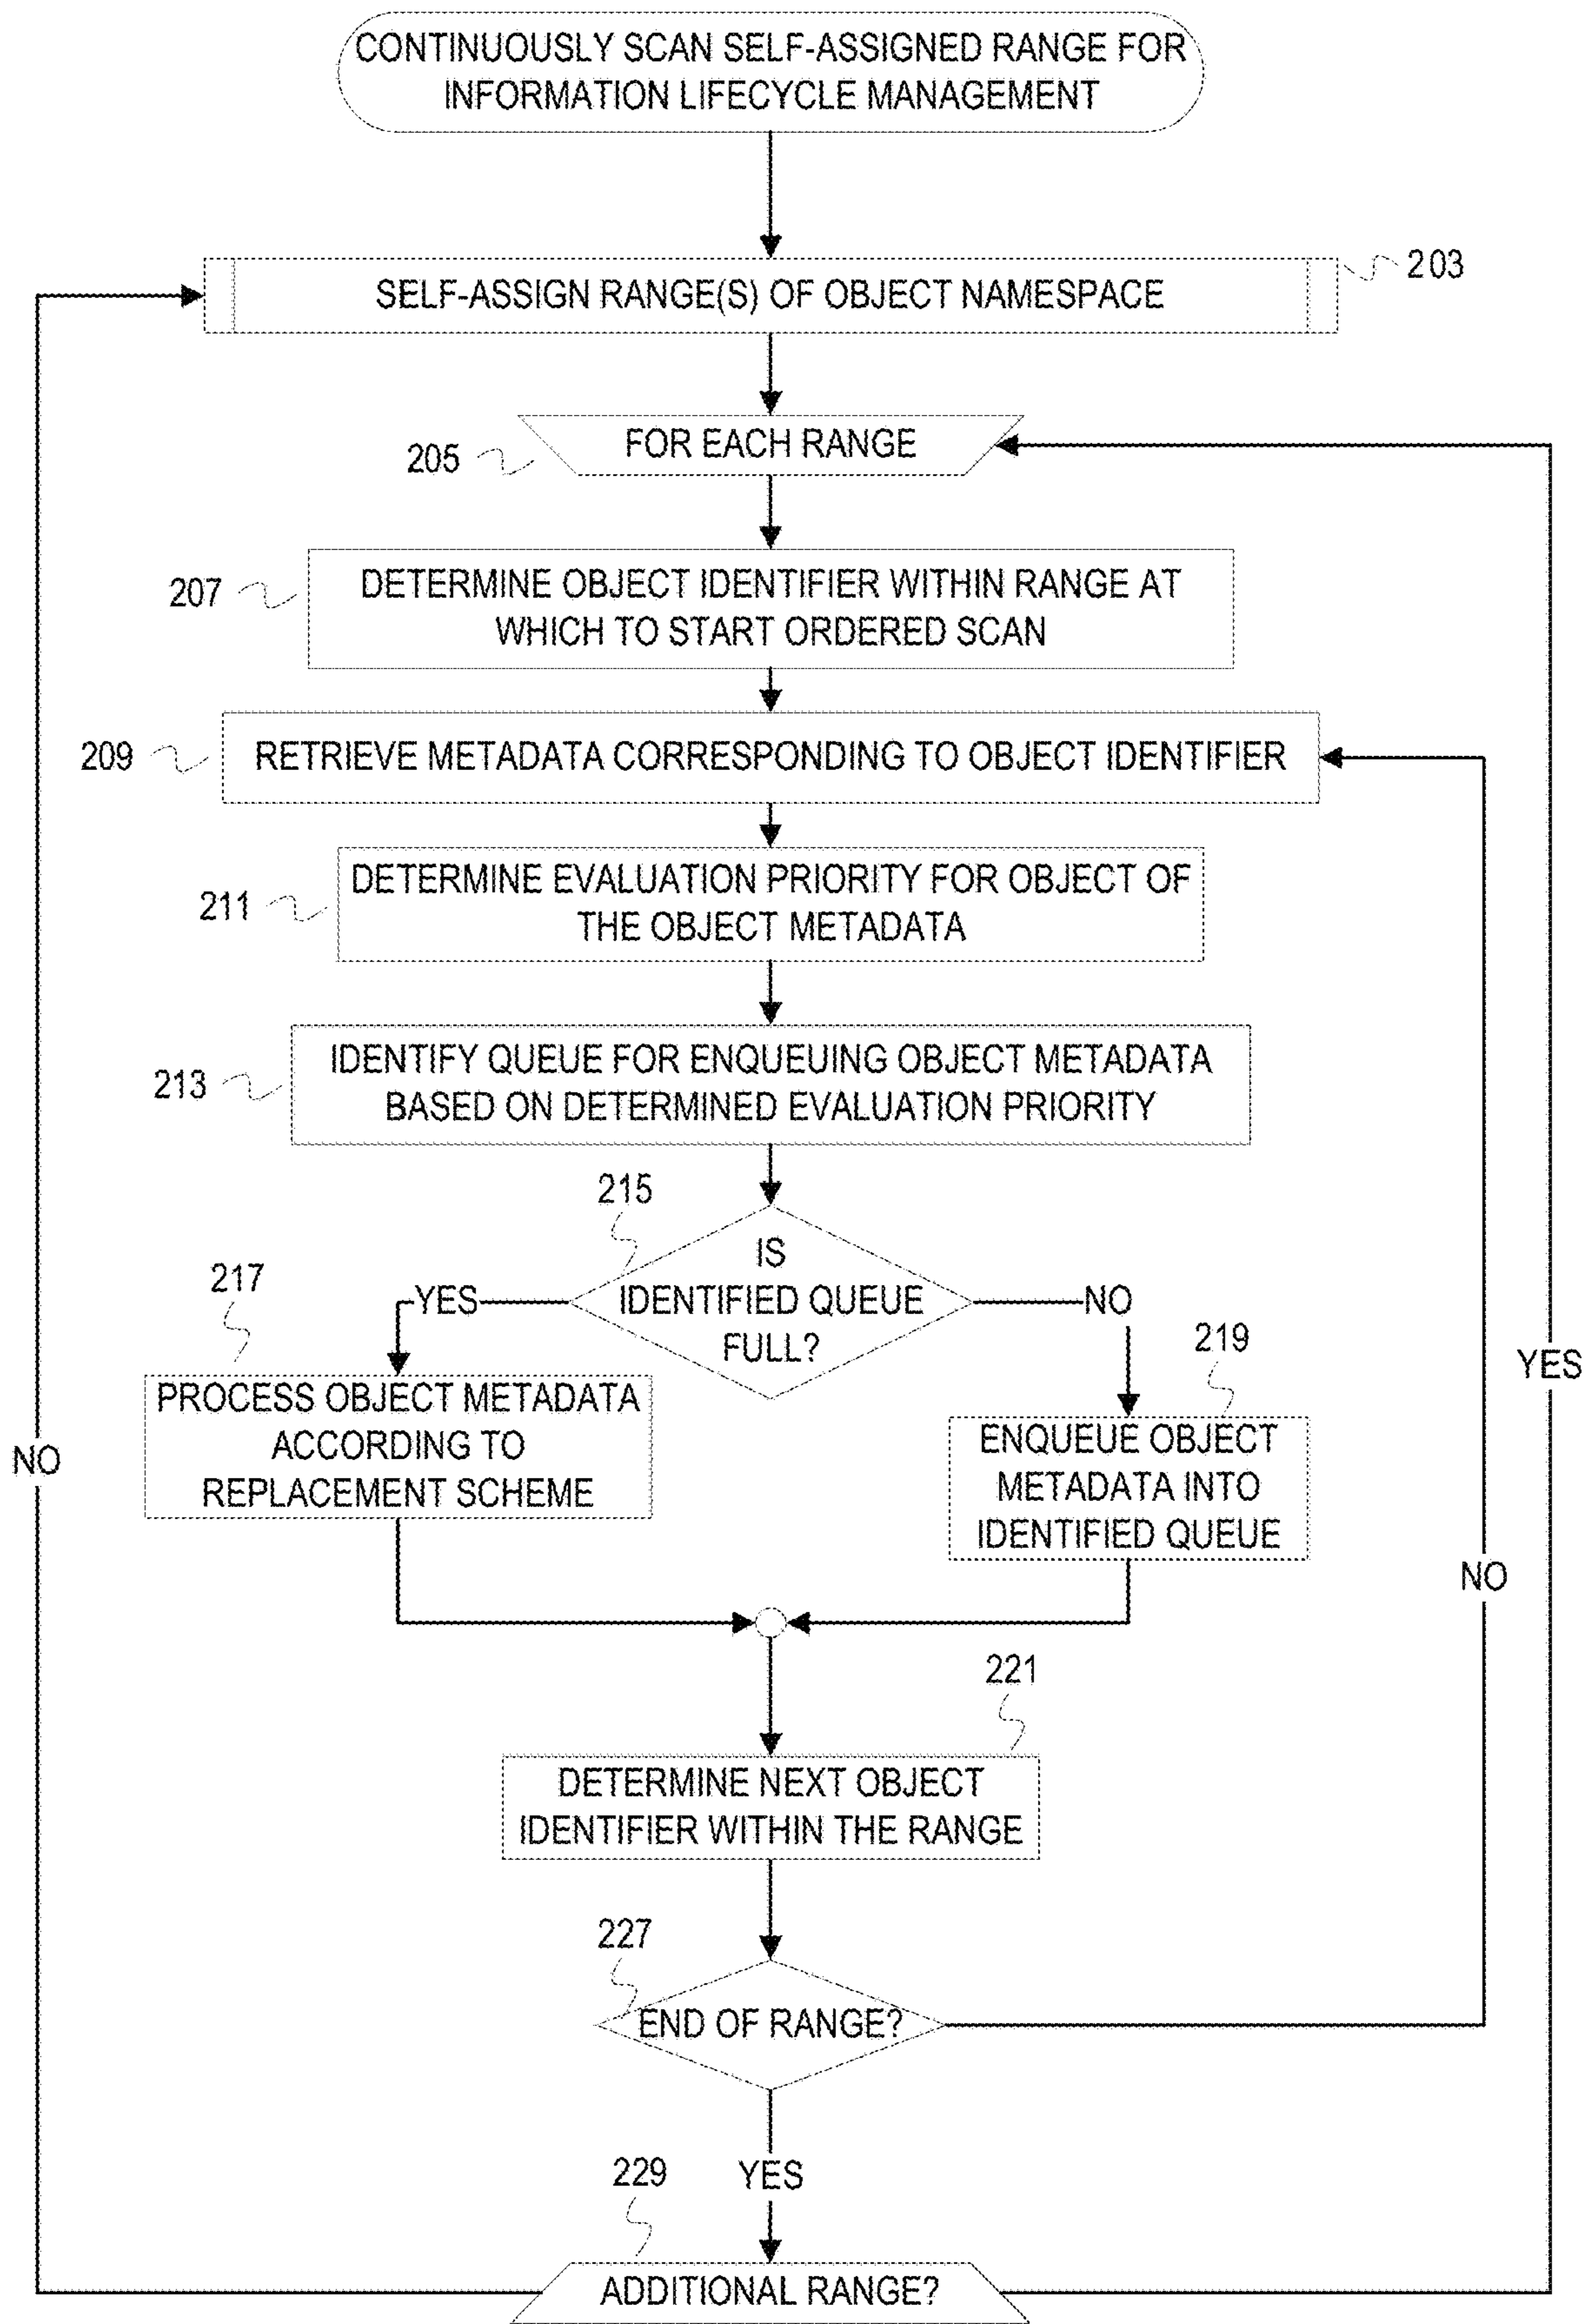 CONTINUOUSLY SCAN SELF-ASSIGNED RANGE FOR
INFORMATION LIFECYCLE MANAGEMENT
203
SELF-ASSIGN RANGE(S) OF OBJECT NAMESPACE
205
FOR EACH RANGE
207
DETERMINE OBJECT IDENTIFIER WITHIN RANGE AT
WHICH TO START ORDERED SCAN
209
RETRIEVE METADATA CORRESPONDING TO OBJECT IDENTIFIER
211
DETERMINE EVALUATION PRIORITY FOR OBJECT OF
THE OBJECT METADATA
213
IDENTIFY QUEUE FOR ENQUEUING OBJECT METADATA
BASED ON DETERMINED EVALUATION PRIORITY
215
IS
IDENTIFIED QUEUE
FULL?
YES
NO
217
PROCESS OBJECT METADATA
ACCORDING TO
REPLACEMENT SCHEME
219
ENQUEUE OBJECT
METADATA INTO
IDENTIFIED QUEUE
YES
NO
NO
221
DETERMINE NEXT OBJECT
IDENTIFIER WITHIN THE RANGE
227
END OF RANGE?
YES
229
ADDITIONAL RANGE?